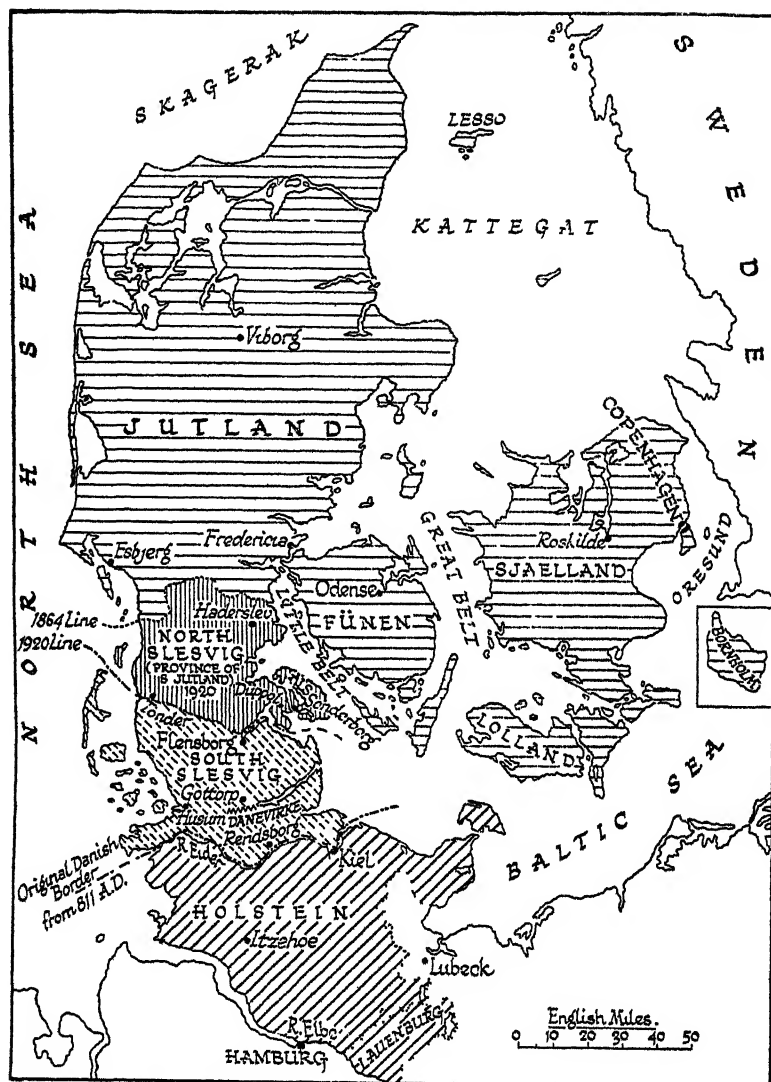 SKAGERAK
SWEDEN
LESSO
KATTEGAT
NORTH SEA
Viborg
JUTLAND
COPENHAGEN
GREAT BELT
Esbjerg
Fredericia
Roskilde
SJAELLAND
ORESUND
Odense
FÜNEN
LITTLE BELT
1864 Line
1920 Line
Haderslev
NORTH
SLESVIG
(PROVINCE OF
S JUTLAND)
1920
BORNHOLM
Düppel
Sonderborg
LOLLAND
Tonder
Flensborg
SOUTH
SLESVIG
Gottorp
Husum
DANEVIRKE
Rendsborg
R. Eider
Kiel
BALTIC SEA
Original Danish
Border
from 811 A.D.
HOLSTEIN
Itzehoe
Lubeck
R. Elbe
HAMBURG
LAUENBURG
English Miles.
0 10 20 30 40 50